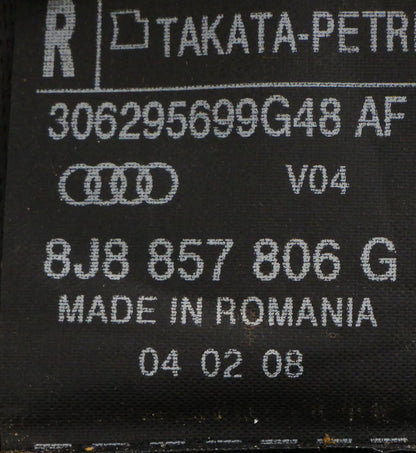 R TAKATA-PETRI
306295699G48 AF
V04
8J8 857 806 G
MADE IN ROMANIA
04 02 08